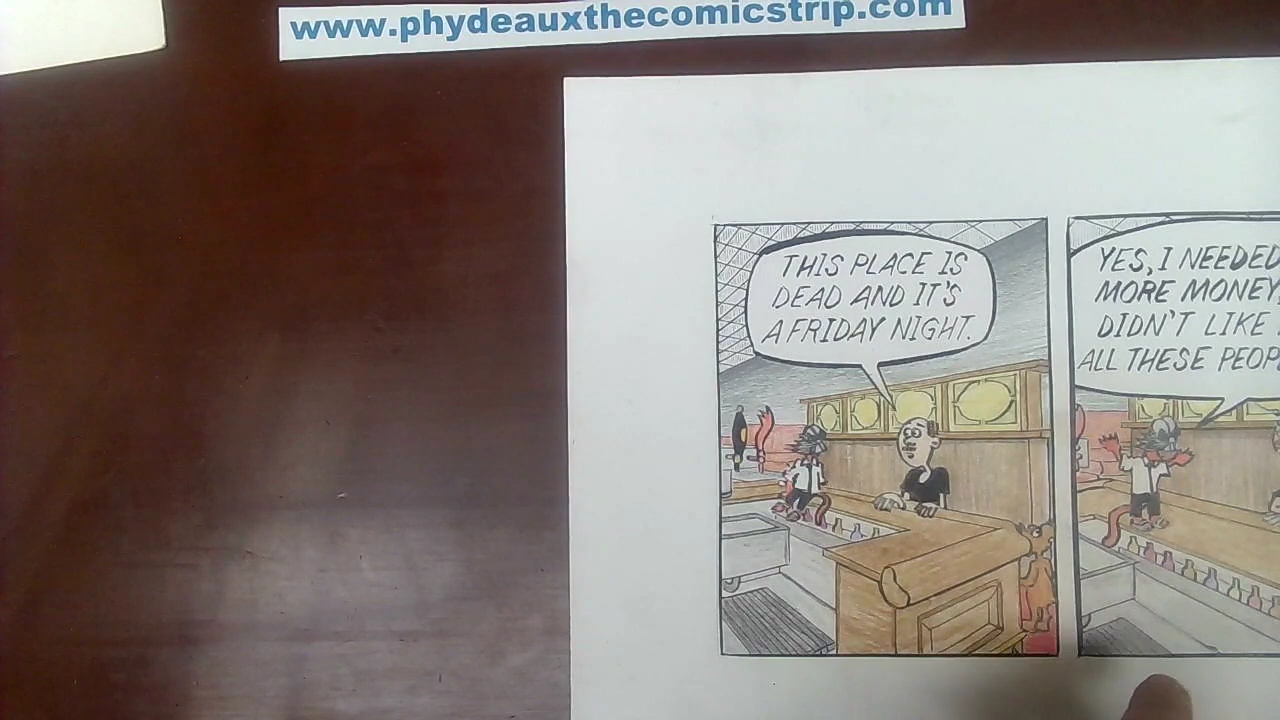 www.phydeauxthecomicstrip.com
THIS PLACE IS
DEAD AND IT'S
A FRIDAY NIGHT.
YES, I NEEDED
MORE MONEY,
DIDN'T LIKE
ALL THESE